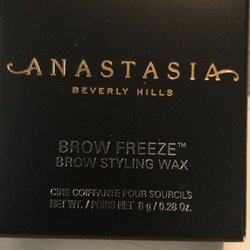 ANASTASIA
BEVERLY HILLS
BROW FREEZE™
BROW STYLING WAX
CIRE COIFFANTE POUR SOURCILS
NET WT. / POIDS NET 8 g / 0.28 Oz.